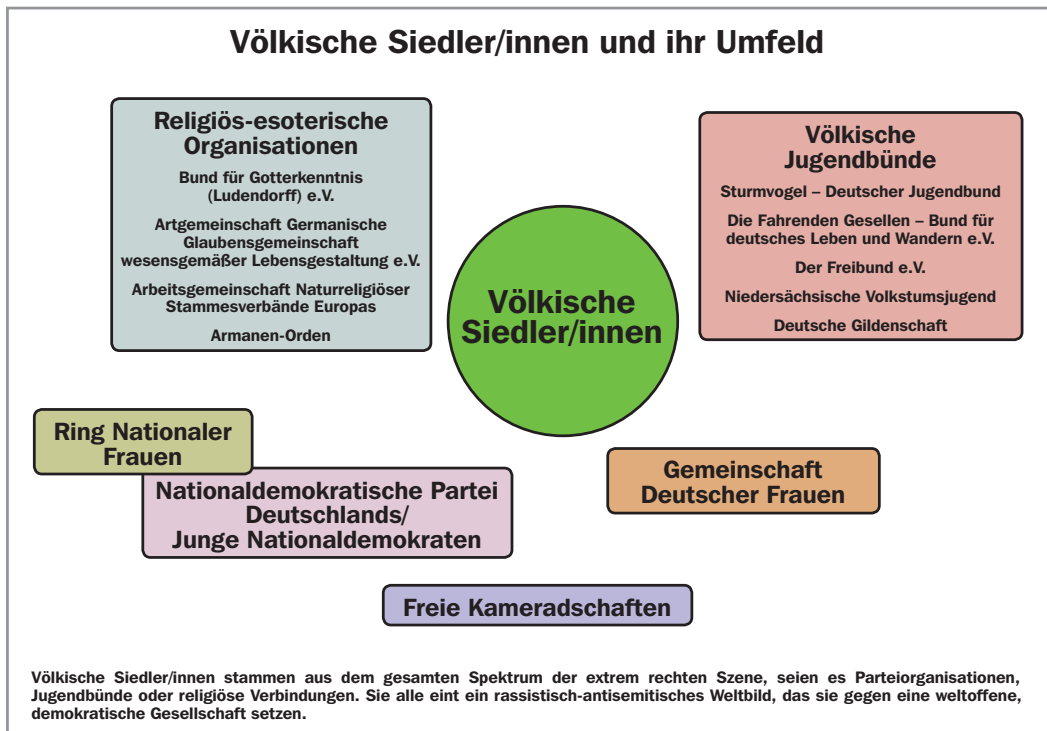 Völkische Siedler/innen und ihr Umfeld
Religiös-esoterische
Organisationen
Bund für Gotterkenntnis
(Ludendorff) e.V.
Artgemeinschaft Germanische
Glaubensgemeinschaft
wesensgemäßer Lebensgestaltung e.V.
Arbeitsgemeinschaft Naturreligiöser
Stammesverbände Europas
Armanen-Orden
Völkische
Jugendbünde
Sturmvogel – Deutscher Jugendbund
Die Fahrenden Gesellen – Bund für
deutsches Leben und Wandern e.V.
Der Freibund e.V.
Niedersächsische Volkstumsjugend
Deutsche Gildenschaft
Völkische
Siedler/innen
Ring Nationaler
Frauen
Nationaldemokratische Partei
Deutschlands/
Junge Nationaldemokraten
Gemeinschaft
Deutscher Frauen
Freie Kameradschaften
Völkische Siedler/innen stammen aus dem gesamten Spektrum der extrem rechten Szene, seien es Parteiorganisationen,
Jugendbünde oder religiöse Verbindungen. Sie alle eint ein rassistisch-antisemitisches Weltbild, das sie gegen eine weltoffene,
demokratische Gesellschaft setzen.